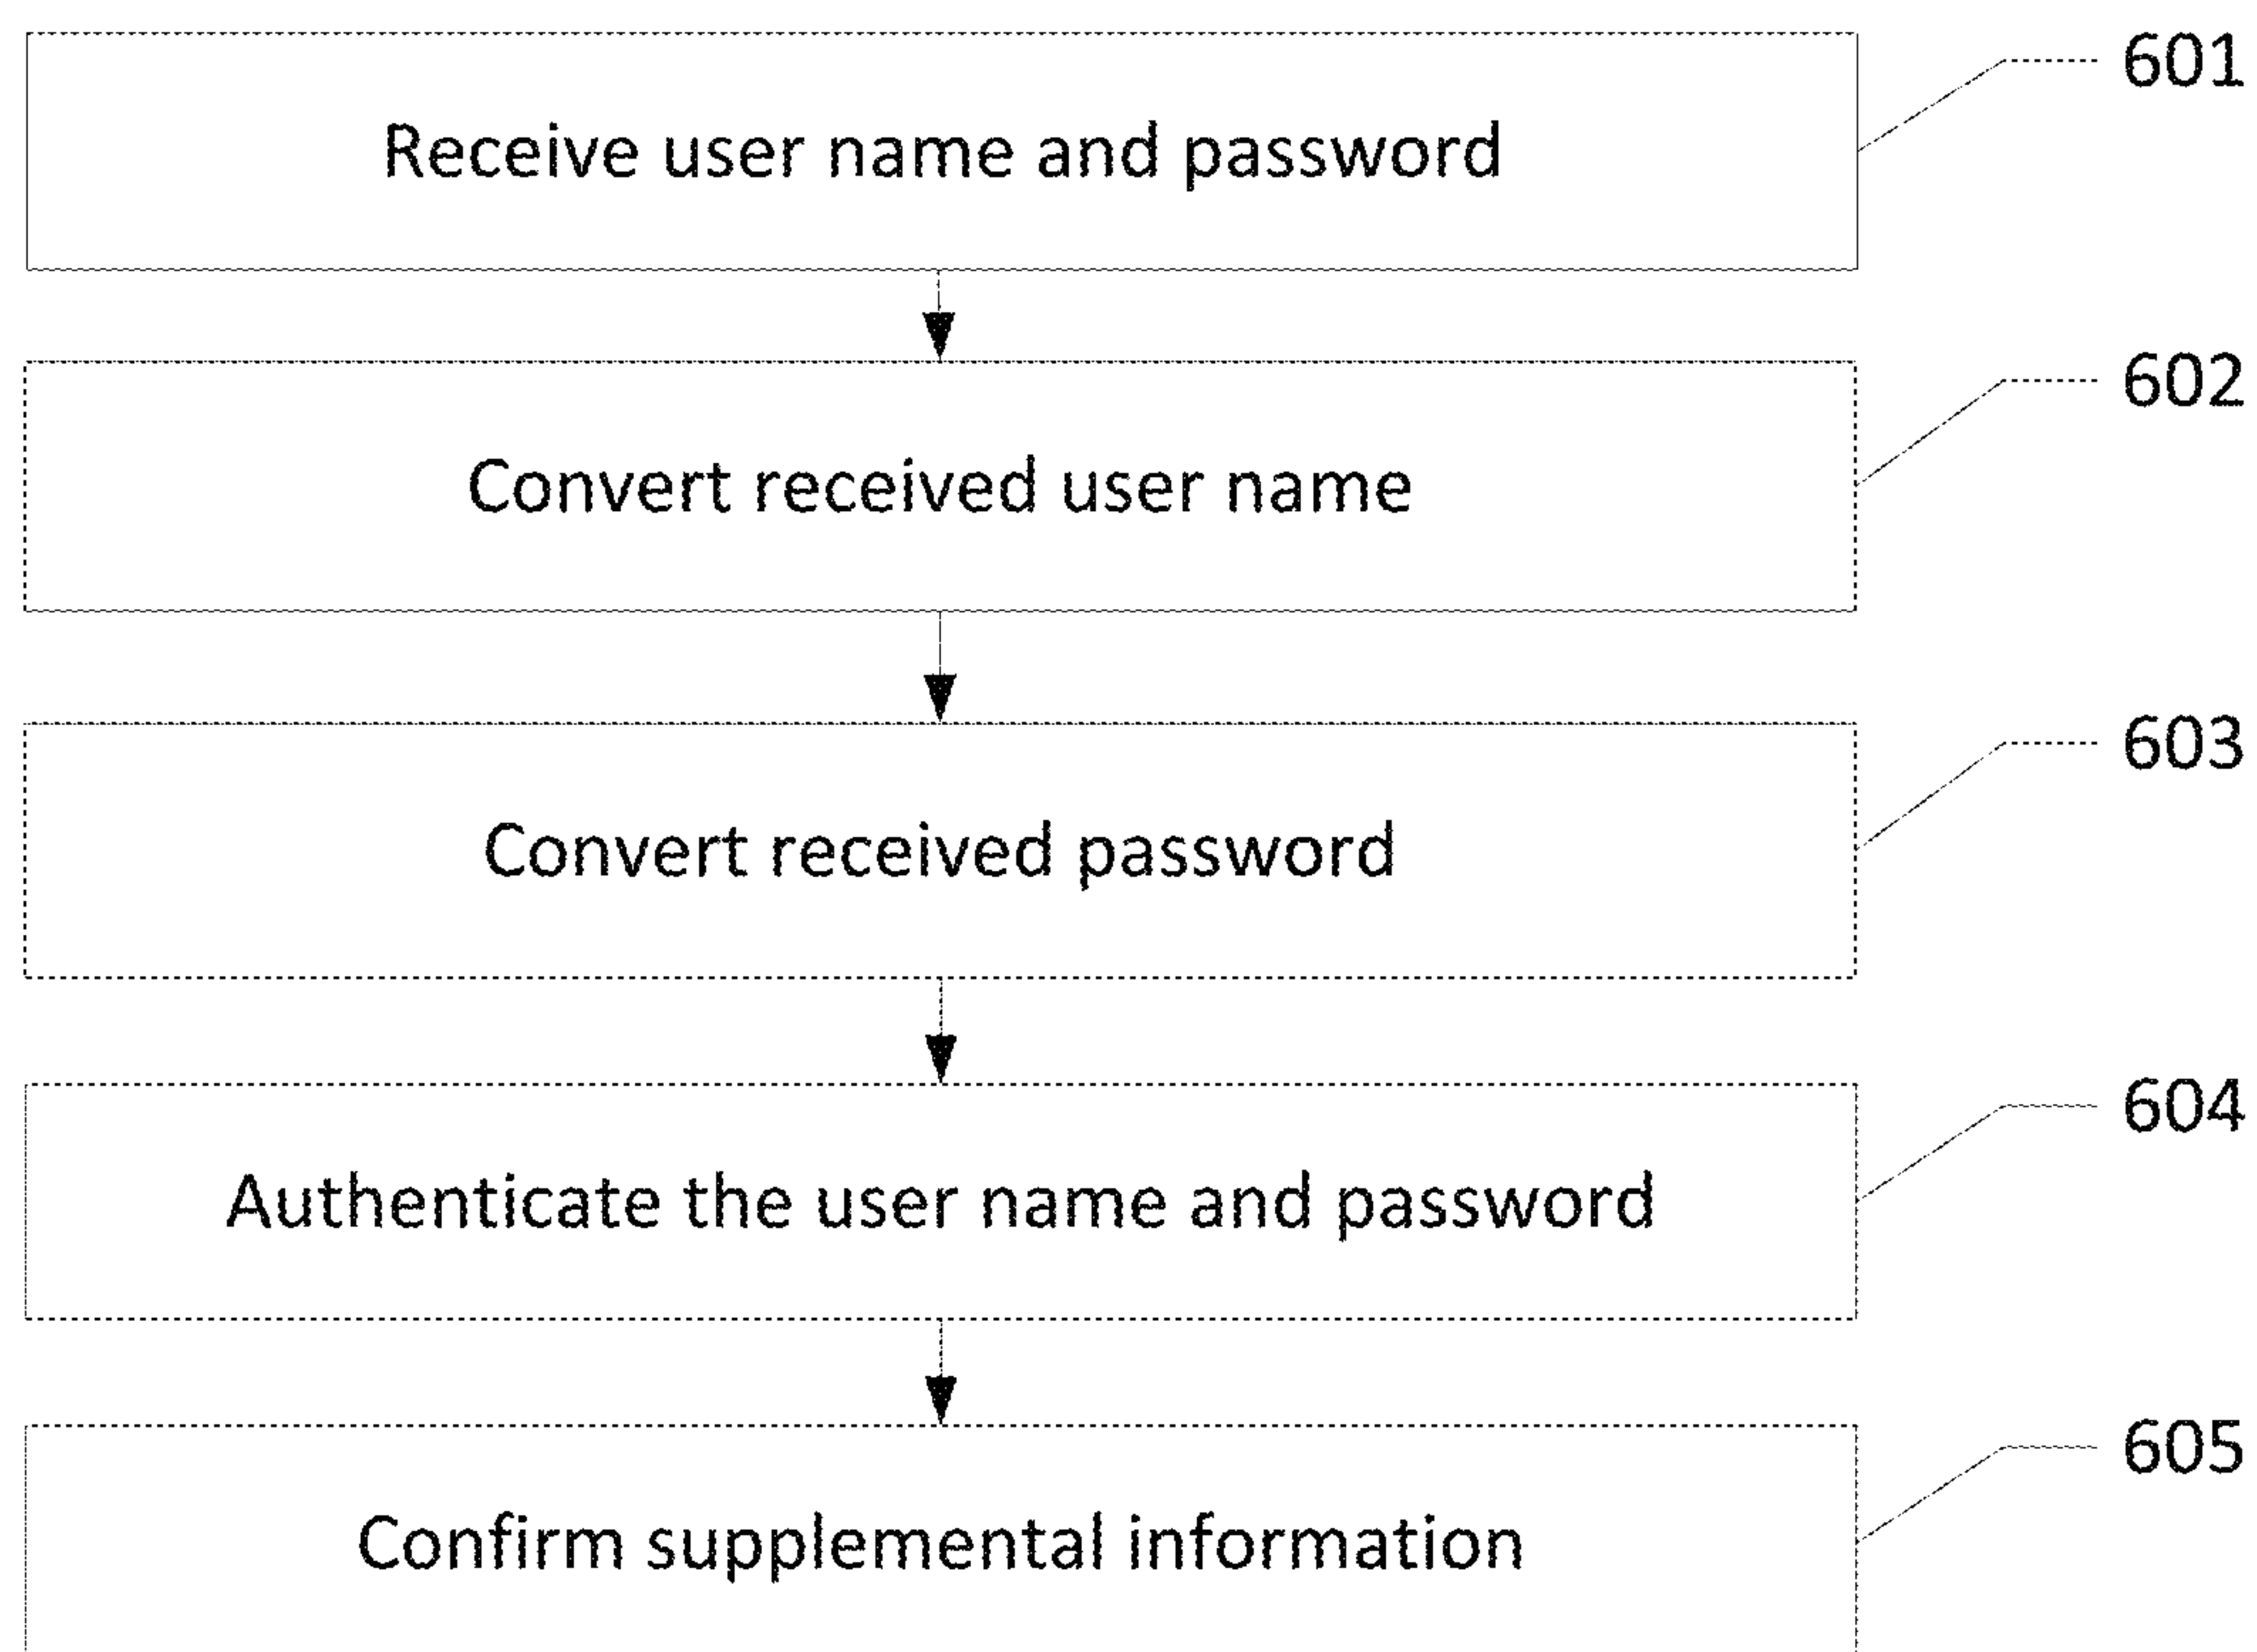 Receive user name and password
601
Convert received user name
602
Convert received password
603
Authenticate the user name and password
604
Confirm supplemental information
605